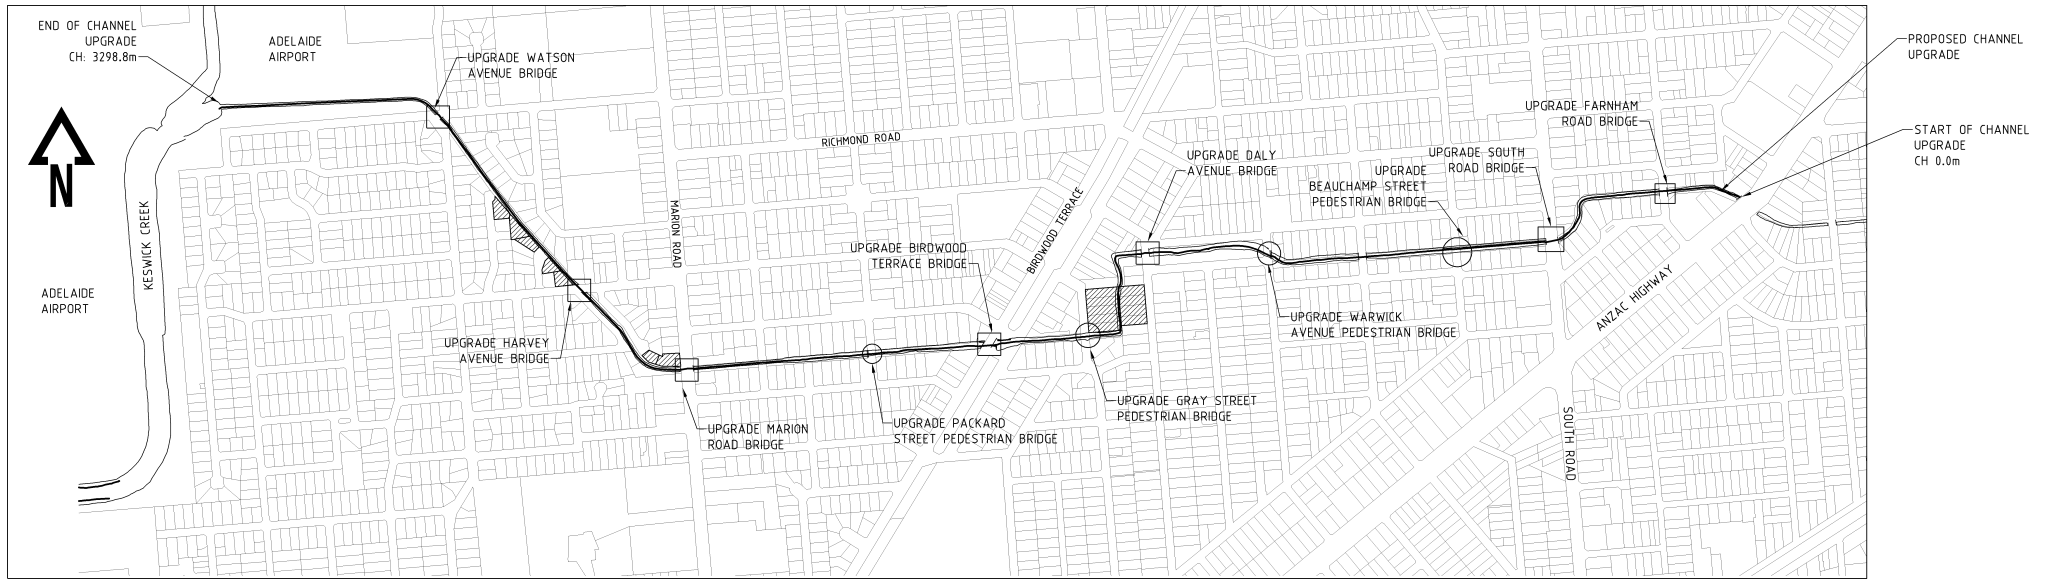 END OF CHANNEL
UPGRADE
CH: 3298.8m
ADELAIDE
AIRPORT
UPGRADE WATSON
AVENUE BRIDGE
PROPOSED CHANNEL
UPGRADE
UPGRADE FARNHAM
ROAD BRIDGE
START OF CHANNEL
UPGRADE
CH 0.0m
RICHMOND ROAD
UPGRADE DALY
AVENUE BRIDGE
UPGRADE SOUTH
ROAD BRIDGE
UPGRADE
BEAUCHAMP STREET
PEDESTRIAN BRIDGE
N
KESWICK CREEK
MARION ROAD
BIRDWOOD TERRACE
UPGRADE BIRDWOOD
TERRACE BRIDGE
ADELAIDE
AIRPORT
ANZAC HIGHWAY
UPGRADE WARWICK
AVENUE PEDESTRIAN BRIDGE
UPGRADE HARVEY
AVENUE BRIDGE
UPGRADE GRAY STREET
PEDESTRIAN BRIDGE
UPGRADE MARION
ROAD BRIDGE
UPGRADE PACKARD
STREET PEDESTRIAN BRIDGE
SOUTH ROAD